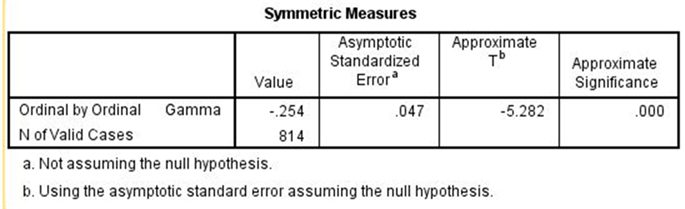 Symmetric Measures
Value Asymptotic Standardized Error a Approximate T b Approximate Significance
Ordinal by Ordinal Gamma -.254 .047 -5.282 .000
N of Valid Cases 814
a. Not assuming the null hypothesis.
b. Using the asymptotic standard error assuming the null hypothesis.